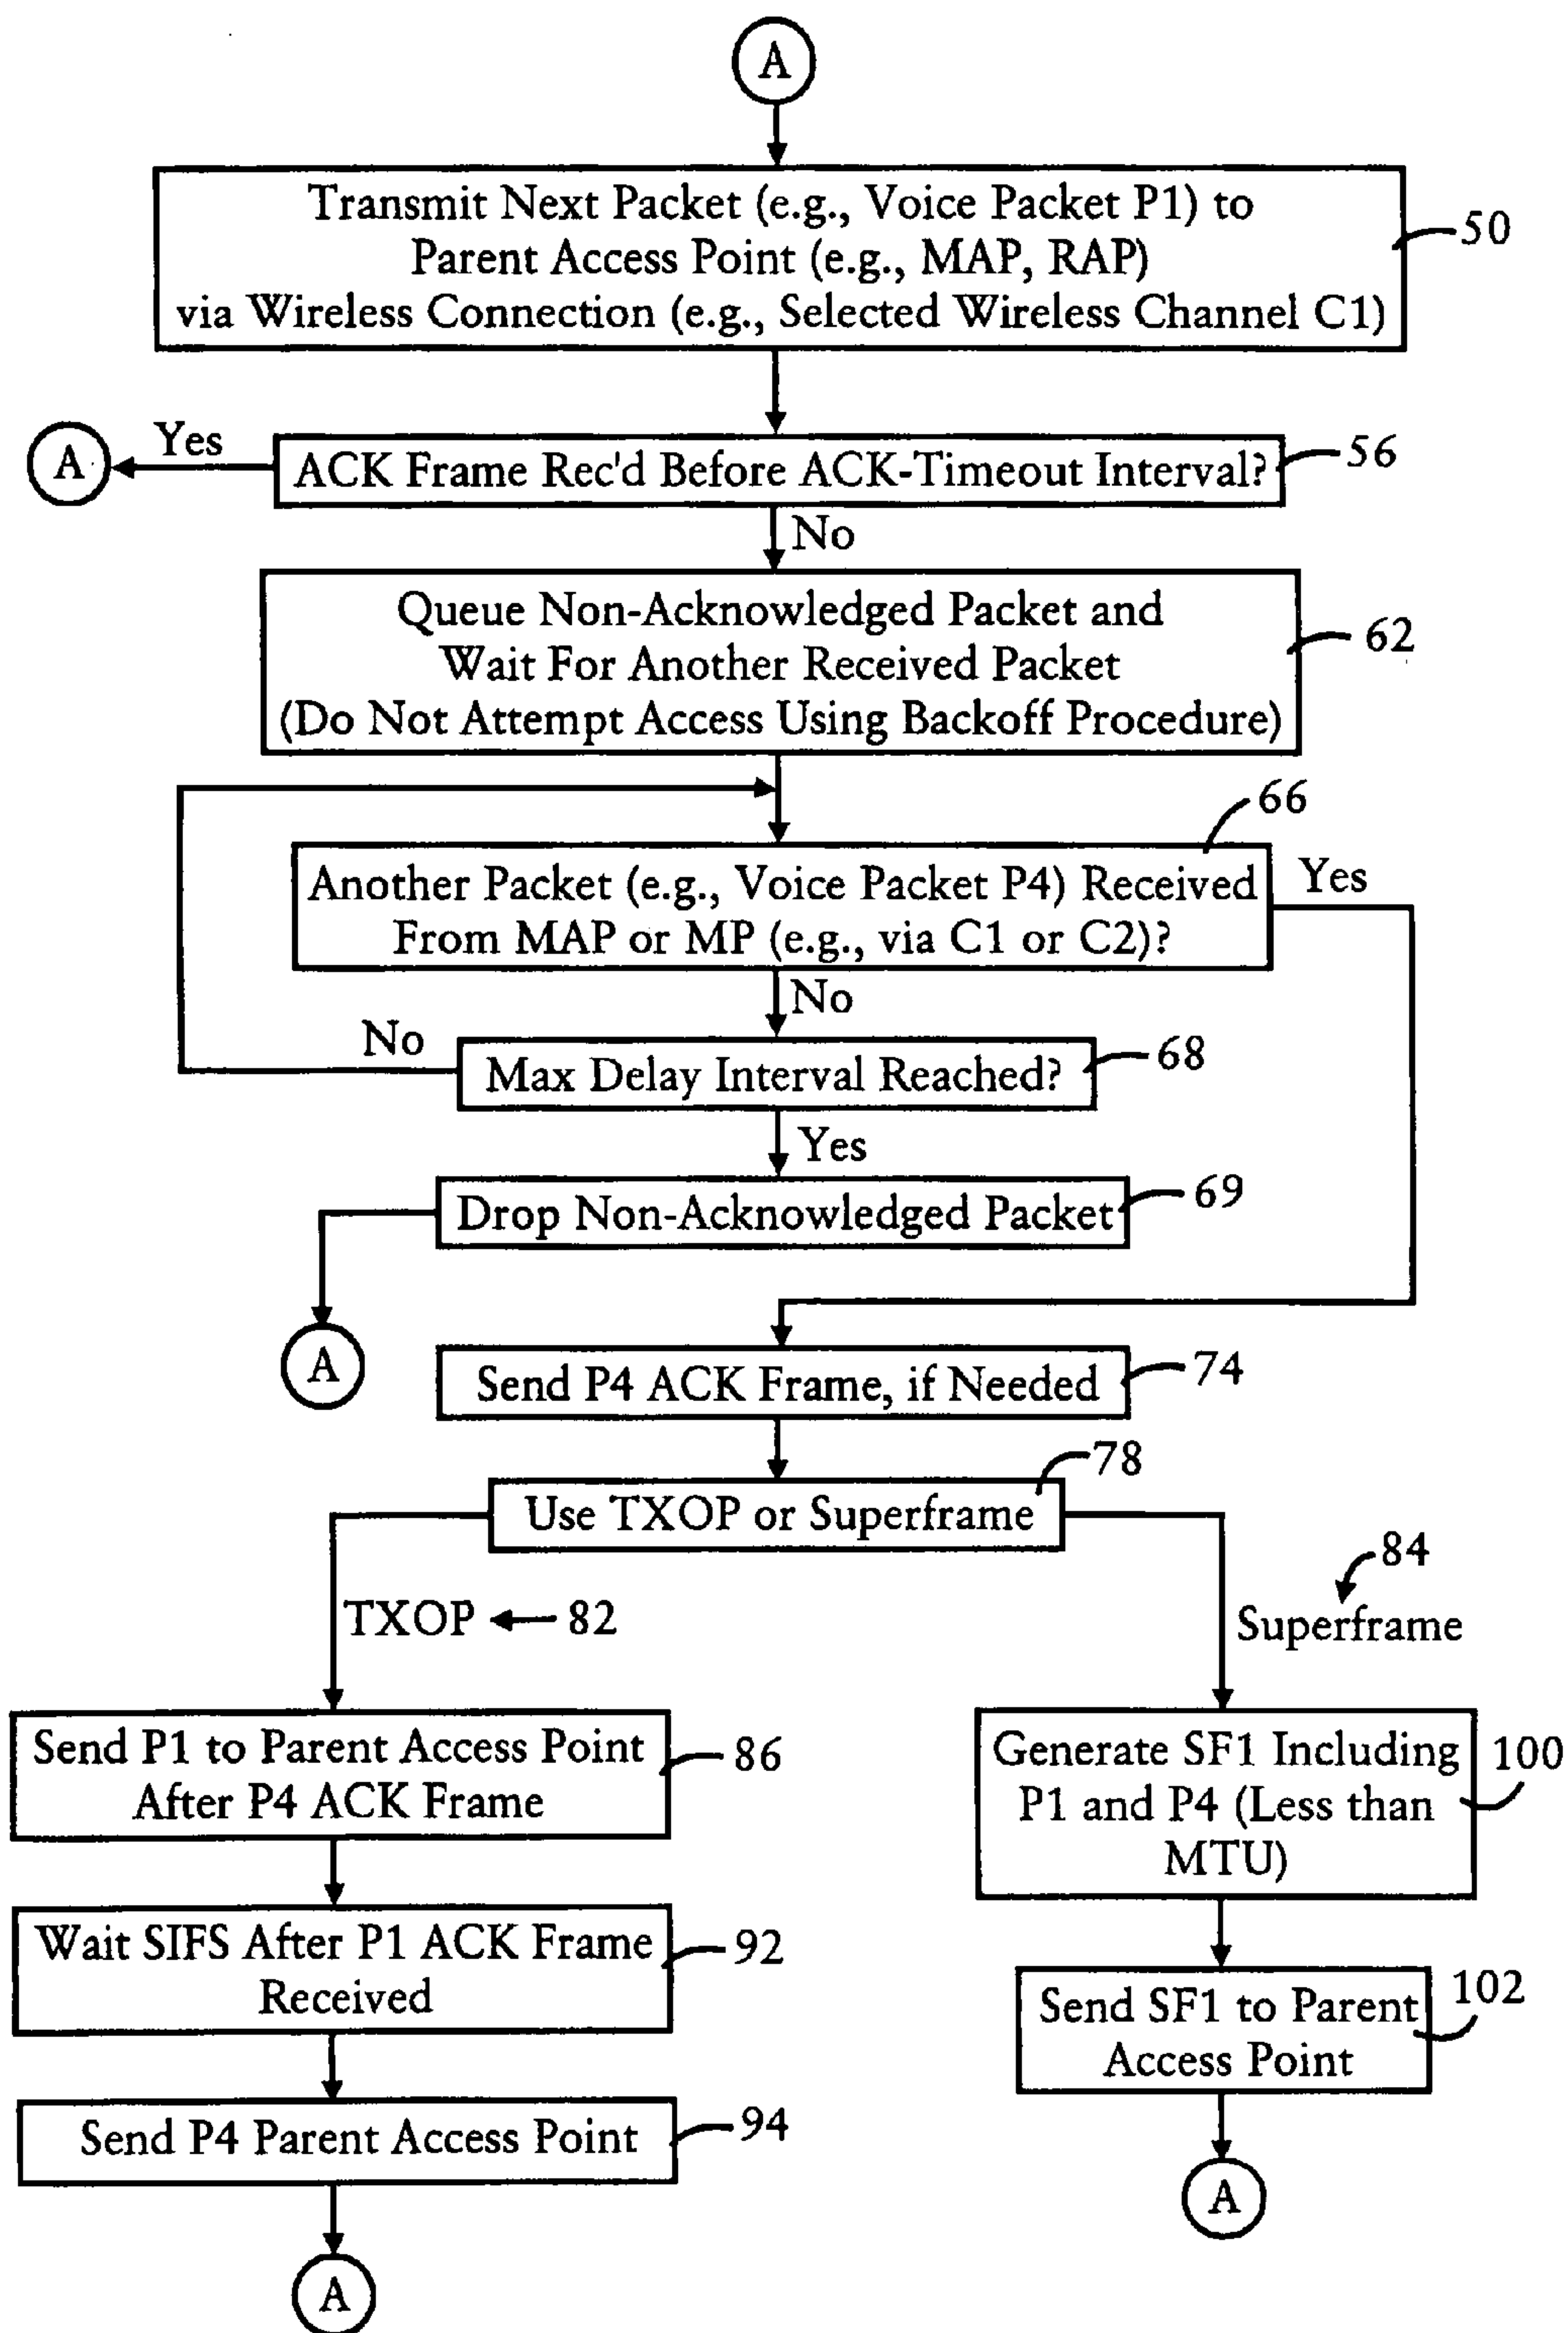 A
Transmit Next Packet (e.g., Voice Packet P1) to
Parent Access Point (e.g., MAP, RAP)
via Wireless Connection (e.g., Selected Wireless Channel C1)
50
A
Yes
ACK Frame Rec'd Before ACK-Timeout Interval?
56
No
Queue Non-Acknowledged Packet and
Wait For Another Received Packet
(Do Not Attempt Access Using Backoff Procedure)
62
66
Another Packet (e.g., Voice Packet P4) Received
From MAP or MP (e.g., via C1 or C2)?
Yes
No
No
Max Delay Interval Reached?
68
Yes
Drop Non-Acknowledged Packet
69
A
Send P4 ACK Frame, if Needed
74
78
Use TXOP or Superframe
TXOP
82
84
Superframe
Send P1 to Parent Access Point
After P4 ACK Frame
86
Generate SF1 Including
P1 and P4 (Less than
MTU)
100
Wait SIFS After P1 ACK Frame
Received
92
Send SF1 to Parent
Access Point
102
Send P4 Parent Access Point
94
A
A